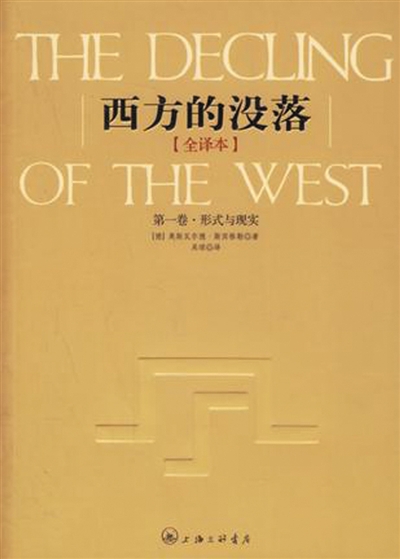 THE DECLING
西方的没落
【全译本】
OF THE WEST
第一卷·形式与现实
[德] 奥斯瓦尔德·斯宾格勒◎著
吴琼◎译
上海三联书店